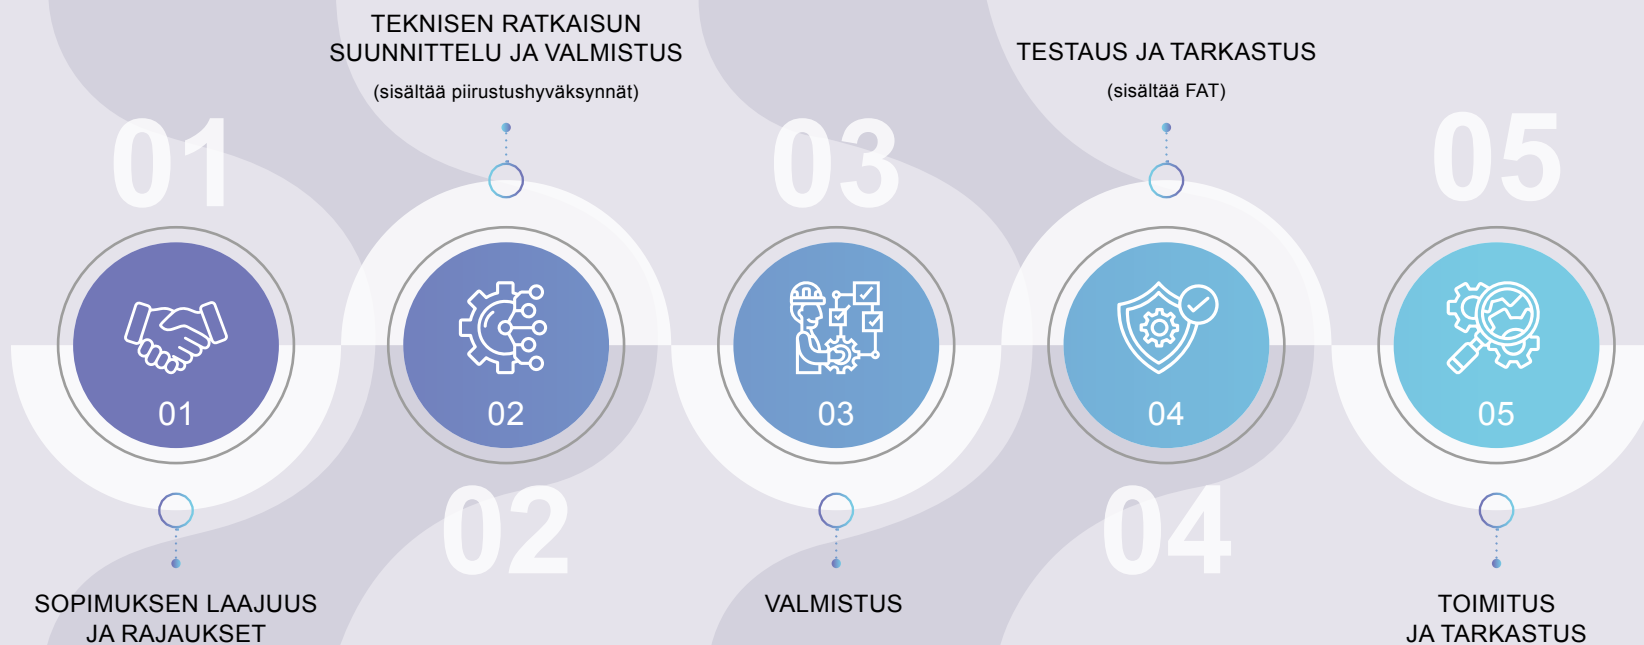 TEKNISEN RATKAISUN
SUUNNITTELU JA VALMISTUS
(sisältää piirustushyväksynnät)
TESTAUS JA TARKASTUS
(sisältää FAT)
01
03
05
01
02
03
04
05
02
04
SOPIMUKSEN LAAJUUS
JA RAJAUKSET
VALMISTUS
TOIMITUS
JA TARKASTUS